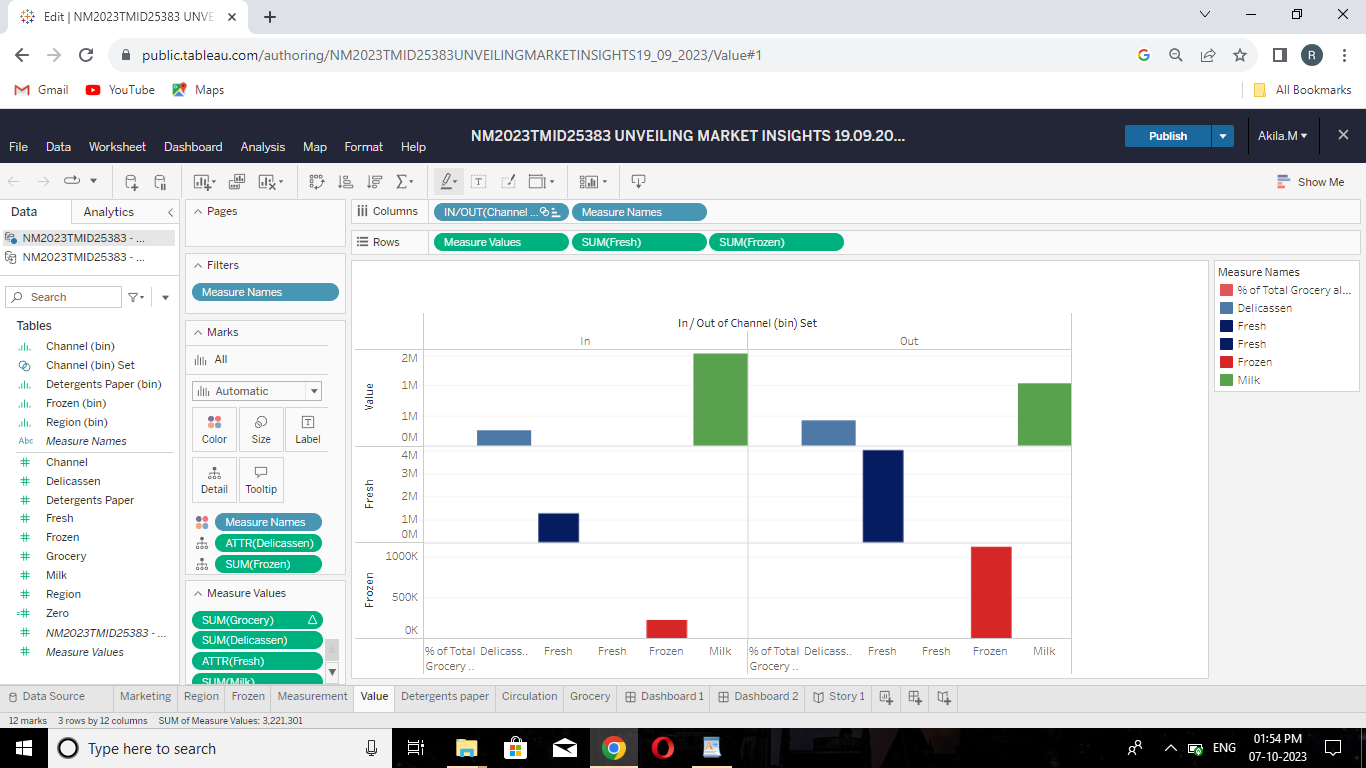 Edit | NM2023TMID25383 UNVE
public.tableau.com/authoring/NM2023TMID25383UNVEILINGMARKETINSIGHTS19_09_2023/Value#1
R
Gmail YouTube Maps All Bookmarks
NM2023TMID25383 UNVEILING MARKET INSIGHTS 19.09.20...
Publish Akila.M
File Data Worksheet Dashboard Analysis Map Format Help
Show Me
Data Analytics
NM2023TMID25383 - ...
NM2023TMID25383 - ...
Search
Tables
Channel (bin)
Channel (bin) Set
Detergents Paper (bin)
Frozen (bin)
Region (bin)
Abc Measure Names
Channel
Delicassen
Detergents Paper
Fresh
Frozen
Grocery
Milk
Region
Zero
NM2023TMID25383 - ...
Measure Values
Pages
Filters
Measure Names
Marks
All
Automatic
Color Size Label
Detail Tooltip
Measure Names
ATTR(Delicassen)
SUM(Frozen)
Measure Values
SUM(Grocery)
SUM(Delicassen)
ATTR(Fresh)
SUM(Milk)
Columns IN/OUT(Channel ... Measure Names
Rows Measure Values SUM(Fresh) SUM(Frozen)
In / Out of Channel (bin) Set
In Out
Value
2M
1M
1M
0M
Fresh
4M
3M
2M
1M
0M
Frozen
1000K
500K
0K
% of Total Delicass.. Fresh Fresh Frozen Milk % of Total Delicass.. Fresh Fresh Frozen Milk
Grocery .. Grocery ..
Measure Names
% of Total Grocery al...
Delicassen
Fresh
Fresh
Frozen
Milk
Data Source Marketing Region Frozen Measurement Value Detergents paper Circulation Grocery Dashboard 1 Dashboard 2 Story 1
12 marks 3 rows by 12 columns SUM of Measure Values: 3,221,301
Type here to search
ENG
01:54 PM
07-10-2023